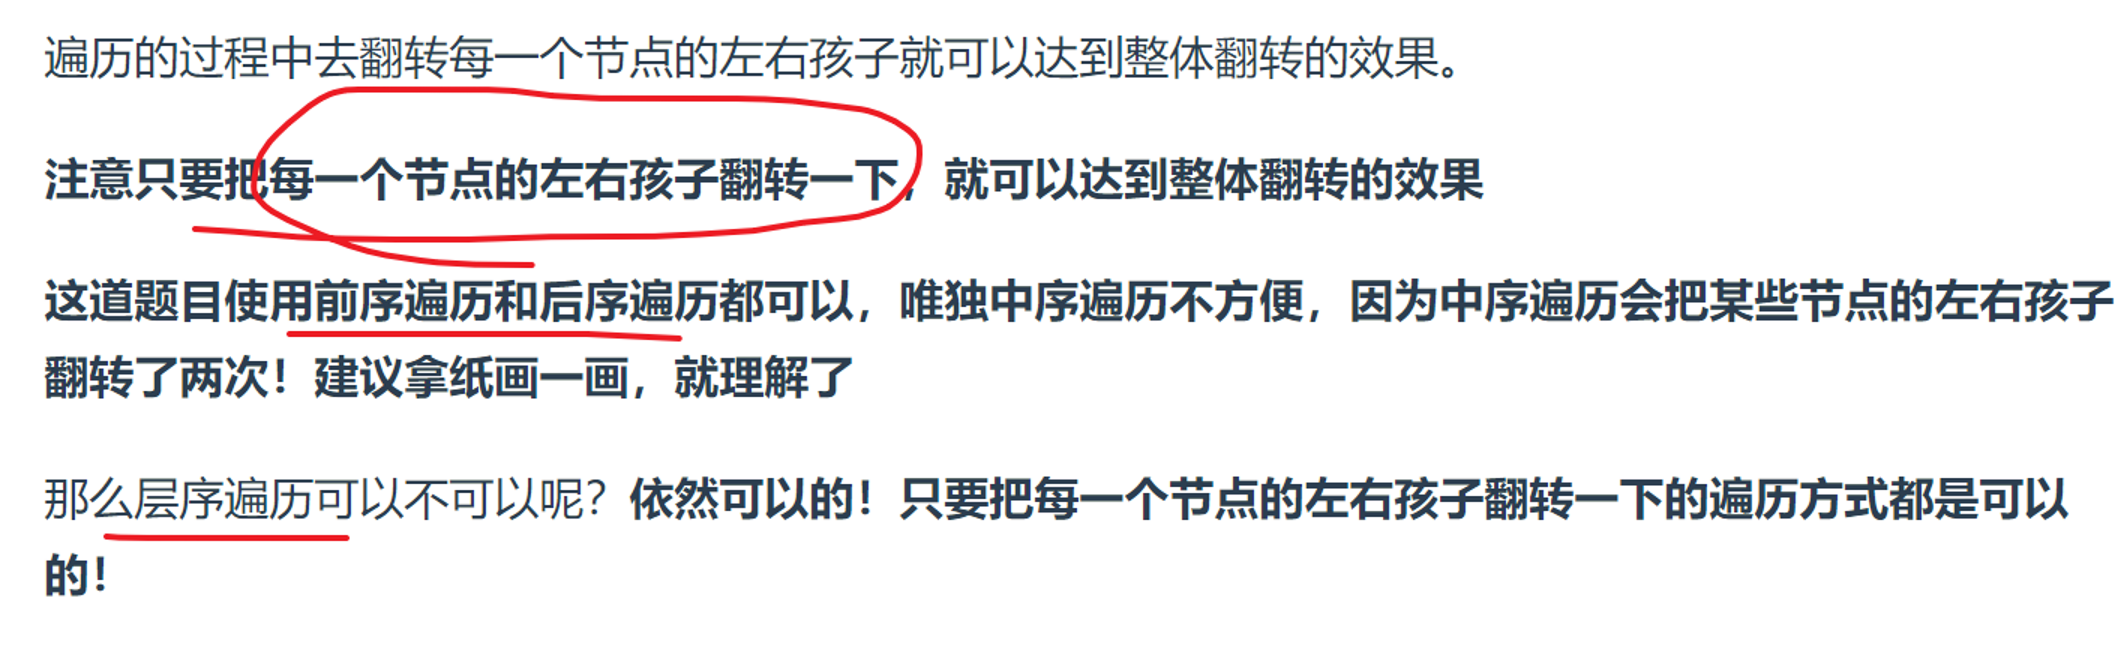 遍历的过程中去翻转每一个节点的左右孩子就可以达到整体翻转的效果。
注意只要把每一个节点的左右孩子翻转一下，就可以达到整体翻转的效果
这道题目使用前序遍历和后序遍历都可以，唯独中序遍历不方便，因为中序遍历会把某些节点的左右孩子
翻转了两次！建议拿纸画一画，就理解了
那么层序遍历可以不可以呢？依然可以的！只要把每一个节点的左右孩子翻转一下的遍历方式都是可以
的！